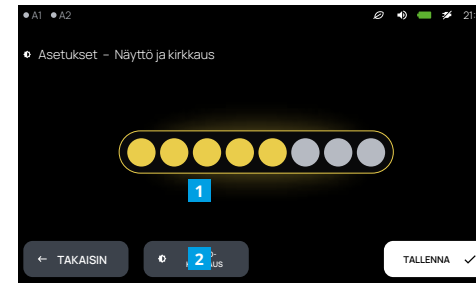 A1 A2 21:
Asetukset – Näyttö ja kirkkaus
1
← TAKAISIN
2
TALLENNA ✓